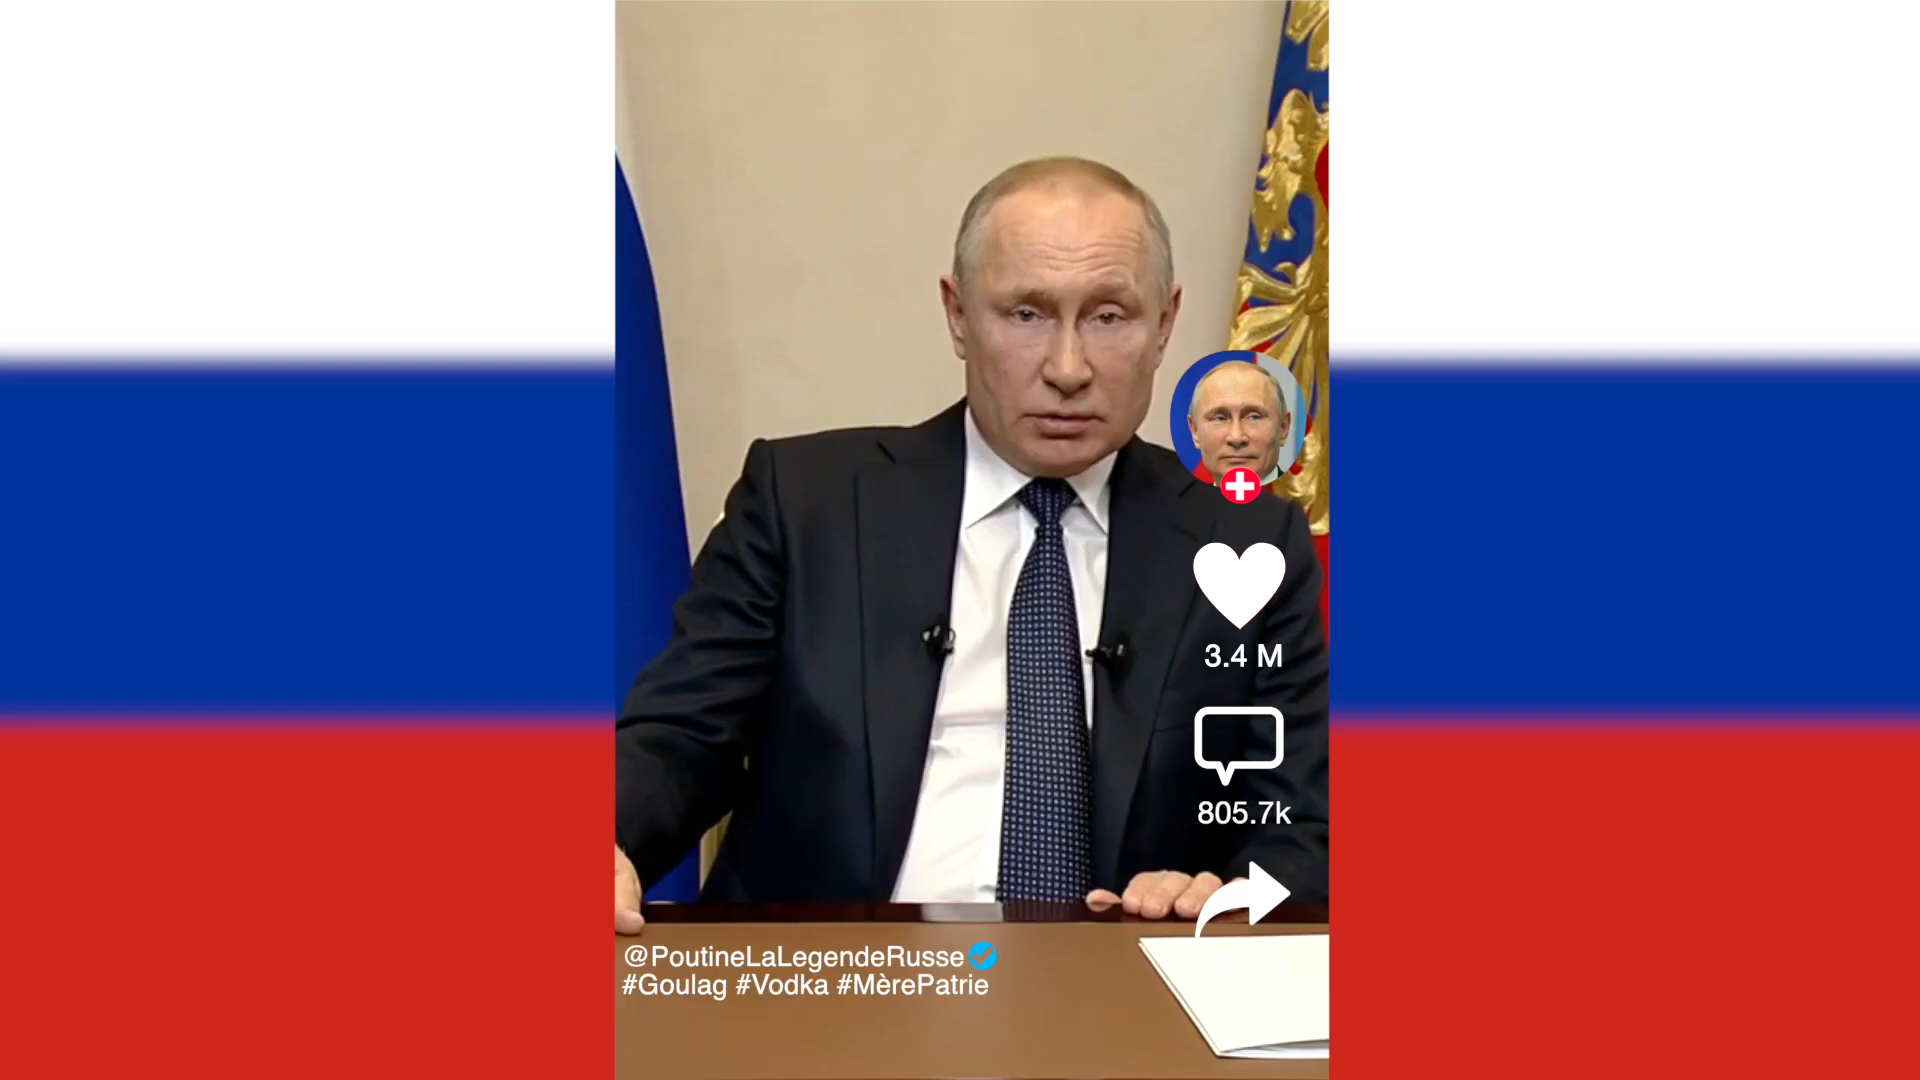 3.4 M
805.7k
@PoutineLaLegendeRusse
#Goulag #Vodka #MèrePatrie